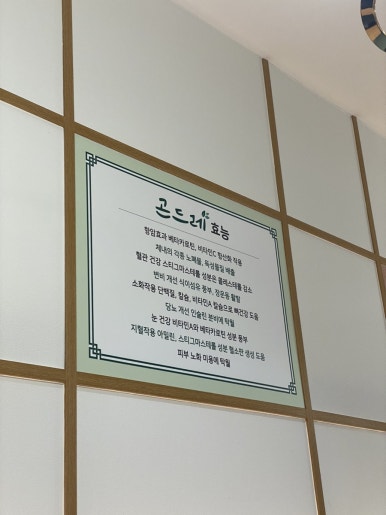 곤드레 효능
항암효과 베타카로틴, 비타민C 항산화 작용
체내의 각종 노폐물, 독성물질 배출
혈관 건강 스티그마스테롤 성분은 콜레스테롤 감소
변비 개선 식이섬유 풍부, 장운동 활발
소화작용 단백질, 칼슘, 비타민A 칼슘으로 뼈건강 도움
당뇨 개선 인슐린 분비에 탁월
눈 건강 비타민A와 베타카로틴 성분 풍부
지혈작용 아밀린, 스티그마스테롤 성분 혈소판 생성 도움
피부 노화 미용에 탁월